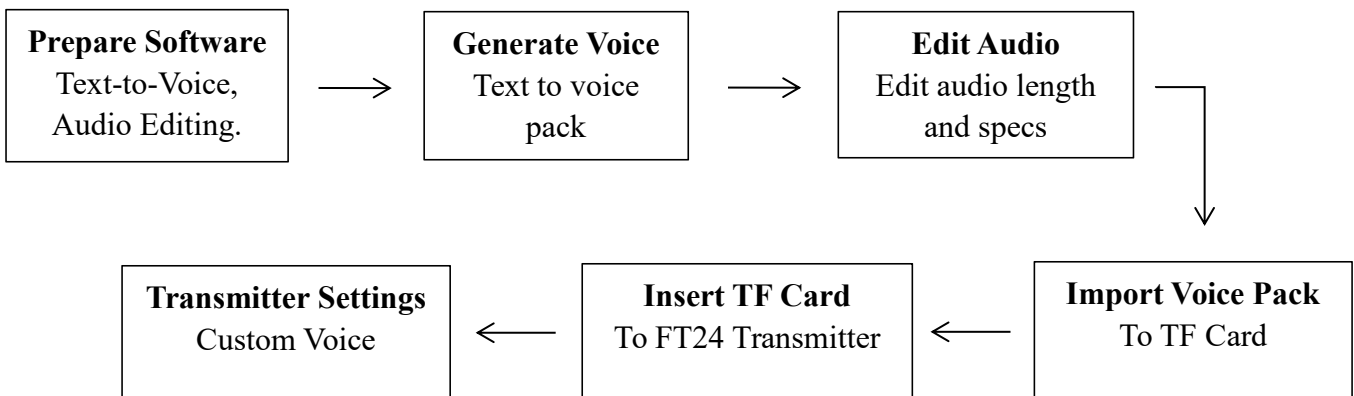 Prepare Software
Text-to-Voice,
Audio Editing.
Generate Voice
Text to voice
pack
Edit Audio
Edit audio length
and specs
Import Voice Pack
To TF Card
Insert TF Card
To FT24 Transmitter
Transmitter Settings
Custom Voice